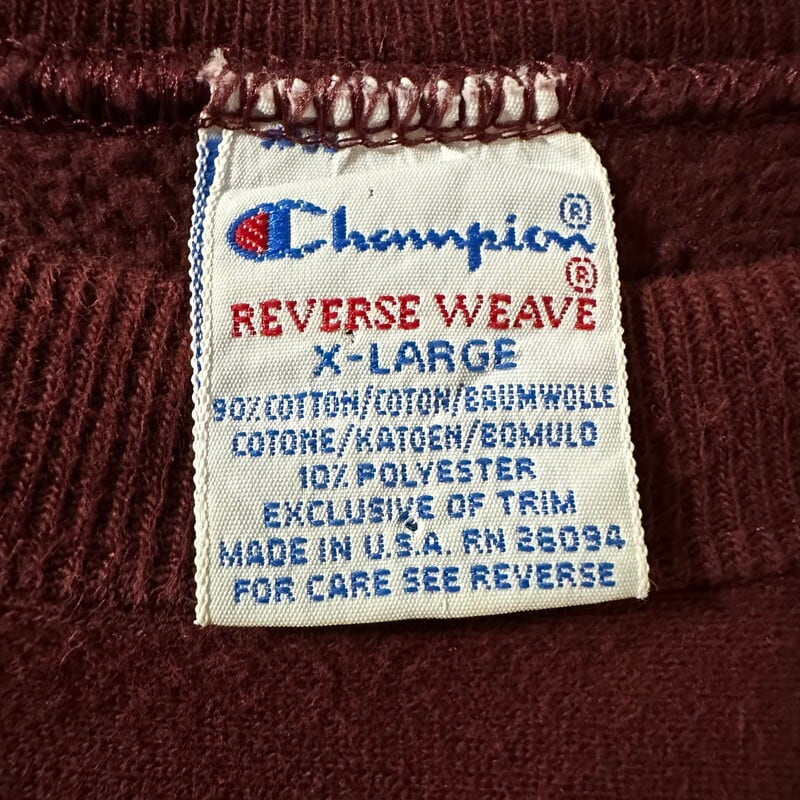 Champion®
®
REVERSE WEAVE
X-LARGE
90% COTTON/COTON/BAUMWOLLE
COTONE/KATOEN/BOMULD
10% POLYESTER
EXCLUSIVE OF TRIM
MADE IN U.S.A. RN 26094
FOR CARE SEE REVERSE